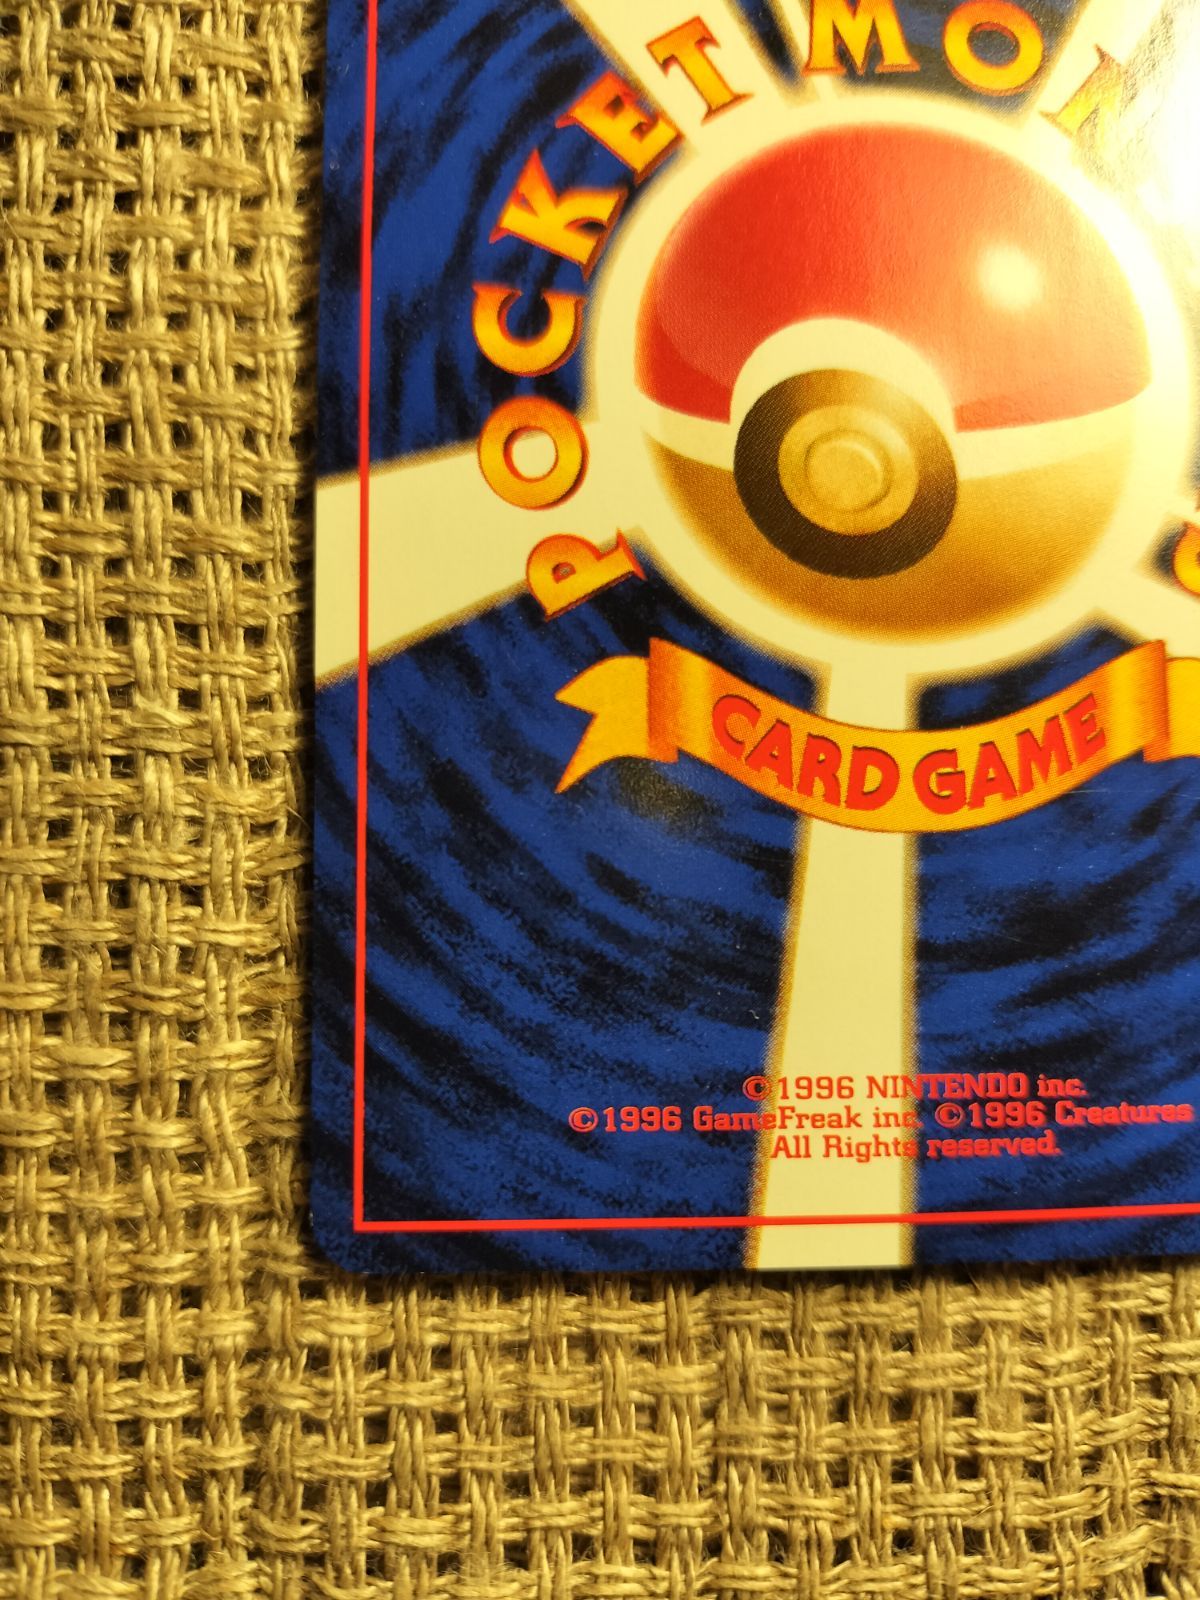 POCKET MON
CARD GAME
©1996 NINTENDO inc.
©1996 GameFreak inc. ©1996 Creatures
All Rights reserved.